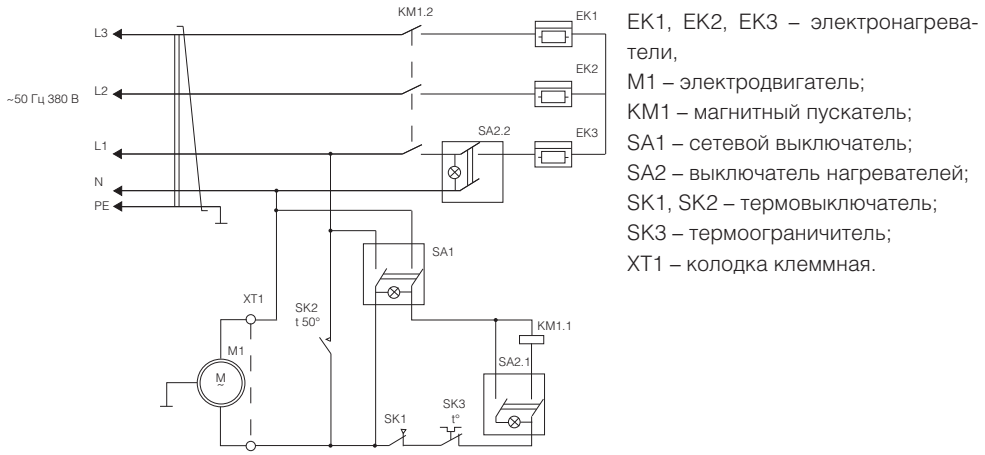 KM1.2
EK1
L3
EK2
~50 Гц 380 В
L2
SA2.2
EK3
L1
N
PE
SA1
XT1
SK2
t 50°
KM1.1
M1
M
~
SA2.1
SK1
SK3
t°
EK1, EK2, EK3 – электронагрева-
тели,
М1 – электродвигатель;
КМ1 – магнитный пускатель;
SA1 – сетевой выключатель;
SA2 – выключатель нагревателей;
SK1, SK2 – термовыключатель;
SK3 – термоограничитель;
XT1 – колодка клеммная.